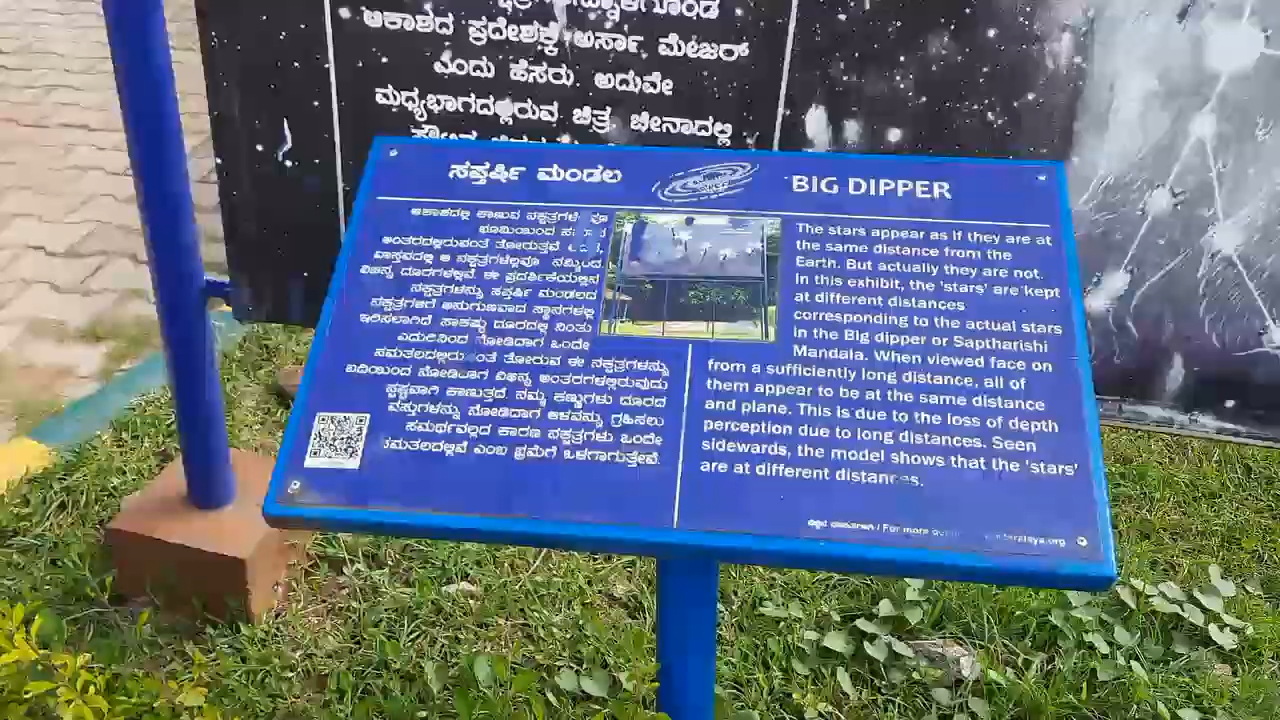 ಆಕಾಶದ ಪ್ರದೇಶಕ್ಕೆ ಅರ್ಸಾ ಮೇಜರ್
ಎಂದು ಹೆಸರು. ಅದುವೇ
ಮಧ್ಯಭಾಗದಲ್ಲಿರುವ ಚಿತ್ರ. ಚೀನಾದಲ್ಲಿ
ಸಪ್ತರ್ಷಿ ಮಂಡಲ
ಆಕಾಶದಲ್ಲಿ ಕಾಣುವ ನಕ್ಷತ್ರಗಳೆ
ಭೂಮಿಯಿಂದ
ಅಂತರದಲ್ಲಿರುವಂತೆ ತೋರುತ್ತವೆ
ವಾಸ್ತವದಲ್ಲಿ ಆ ನಕ್ಷತ್ರಗಳೆಲ್ಲವೂ ನಮ್ಮಿಂದ
ವಿಭಿನ್ನ ದೂರಗಳಲ್ಲಿವೆ. ಈ ಪ್ರದರ್ಶಿಕೆಯಲ್ಲಿನ
ನಕ್ಷತ್ರಗಳನ್ನು ಸಪ್ತರ್ಷಿ ಮಂಡಲದ
ನಕ್ಷತ್ರಗಳಿಗೆ ಅನುಗುಣವಾದ ಸ್ಥಾನಗಳಲ್ಲಿ
ಇರಿಸಲಾಗಿದೆ. ಸಾಕಷ್ಟು ದೂರದಲ್ಲಿ ನಿಂತು
ಎದುರಿನಿಂದ ನೋಡಿದಾಗ ಒಂದೇ
ಸಮತಲದಲ್ಲಿರುವಂತೆ ತೋರುವ ಈ ನಕ್ಷತ್ರಗಳನ್ನು
ಬದಿಯಿಂದ ನೋಡಿದಾಗ ವಿಭಿನ್ನ ಅಂತರಗಳಲ್ಲಿರುವುದು
ಸ್ಪಷ್ಟವಾಗಿ ಕಾಣುತ್ತದೆ. ನಮ್ಮ ಕಣ್ಣುಗಳು ದೂರದ
ವಸ್ತುಗಳನ್ನು ನೋಡಿದಾಗ ಆಳವನ್ನು ಗ್ರಹಿಸಲು
ಸಮರ್ಥವಲ್ಲದ ಕಾರಣ ನಕ್ಷತ್ರಗಳು ಒಂದೇ
ಸಮತಲದಲ್ಲಿವೆ ಎಂಬ ಭ್ರಮೆಗೆ ಒಳಗಾಗುತ್ತೇವೆ.
BIG DIPPER
The stars appear as if they are at
the same distance from the
Earth. But actually they are not.
In this exhibit, the 'stars' are kept
at different distances
corresponding to the actual stars
in the Big dipper or Saptharishi
Mandala. When viewed face on
from a sufficiently long distance, all of
them appear to be at the same distance
and plane. This is due to the loss of depth
perception due to long distances. Seen
sidewards, the model shows that the 'stars'
are at different distances.
/ For more